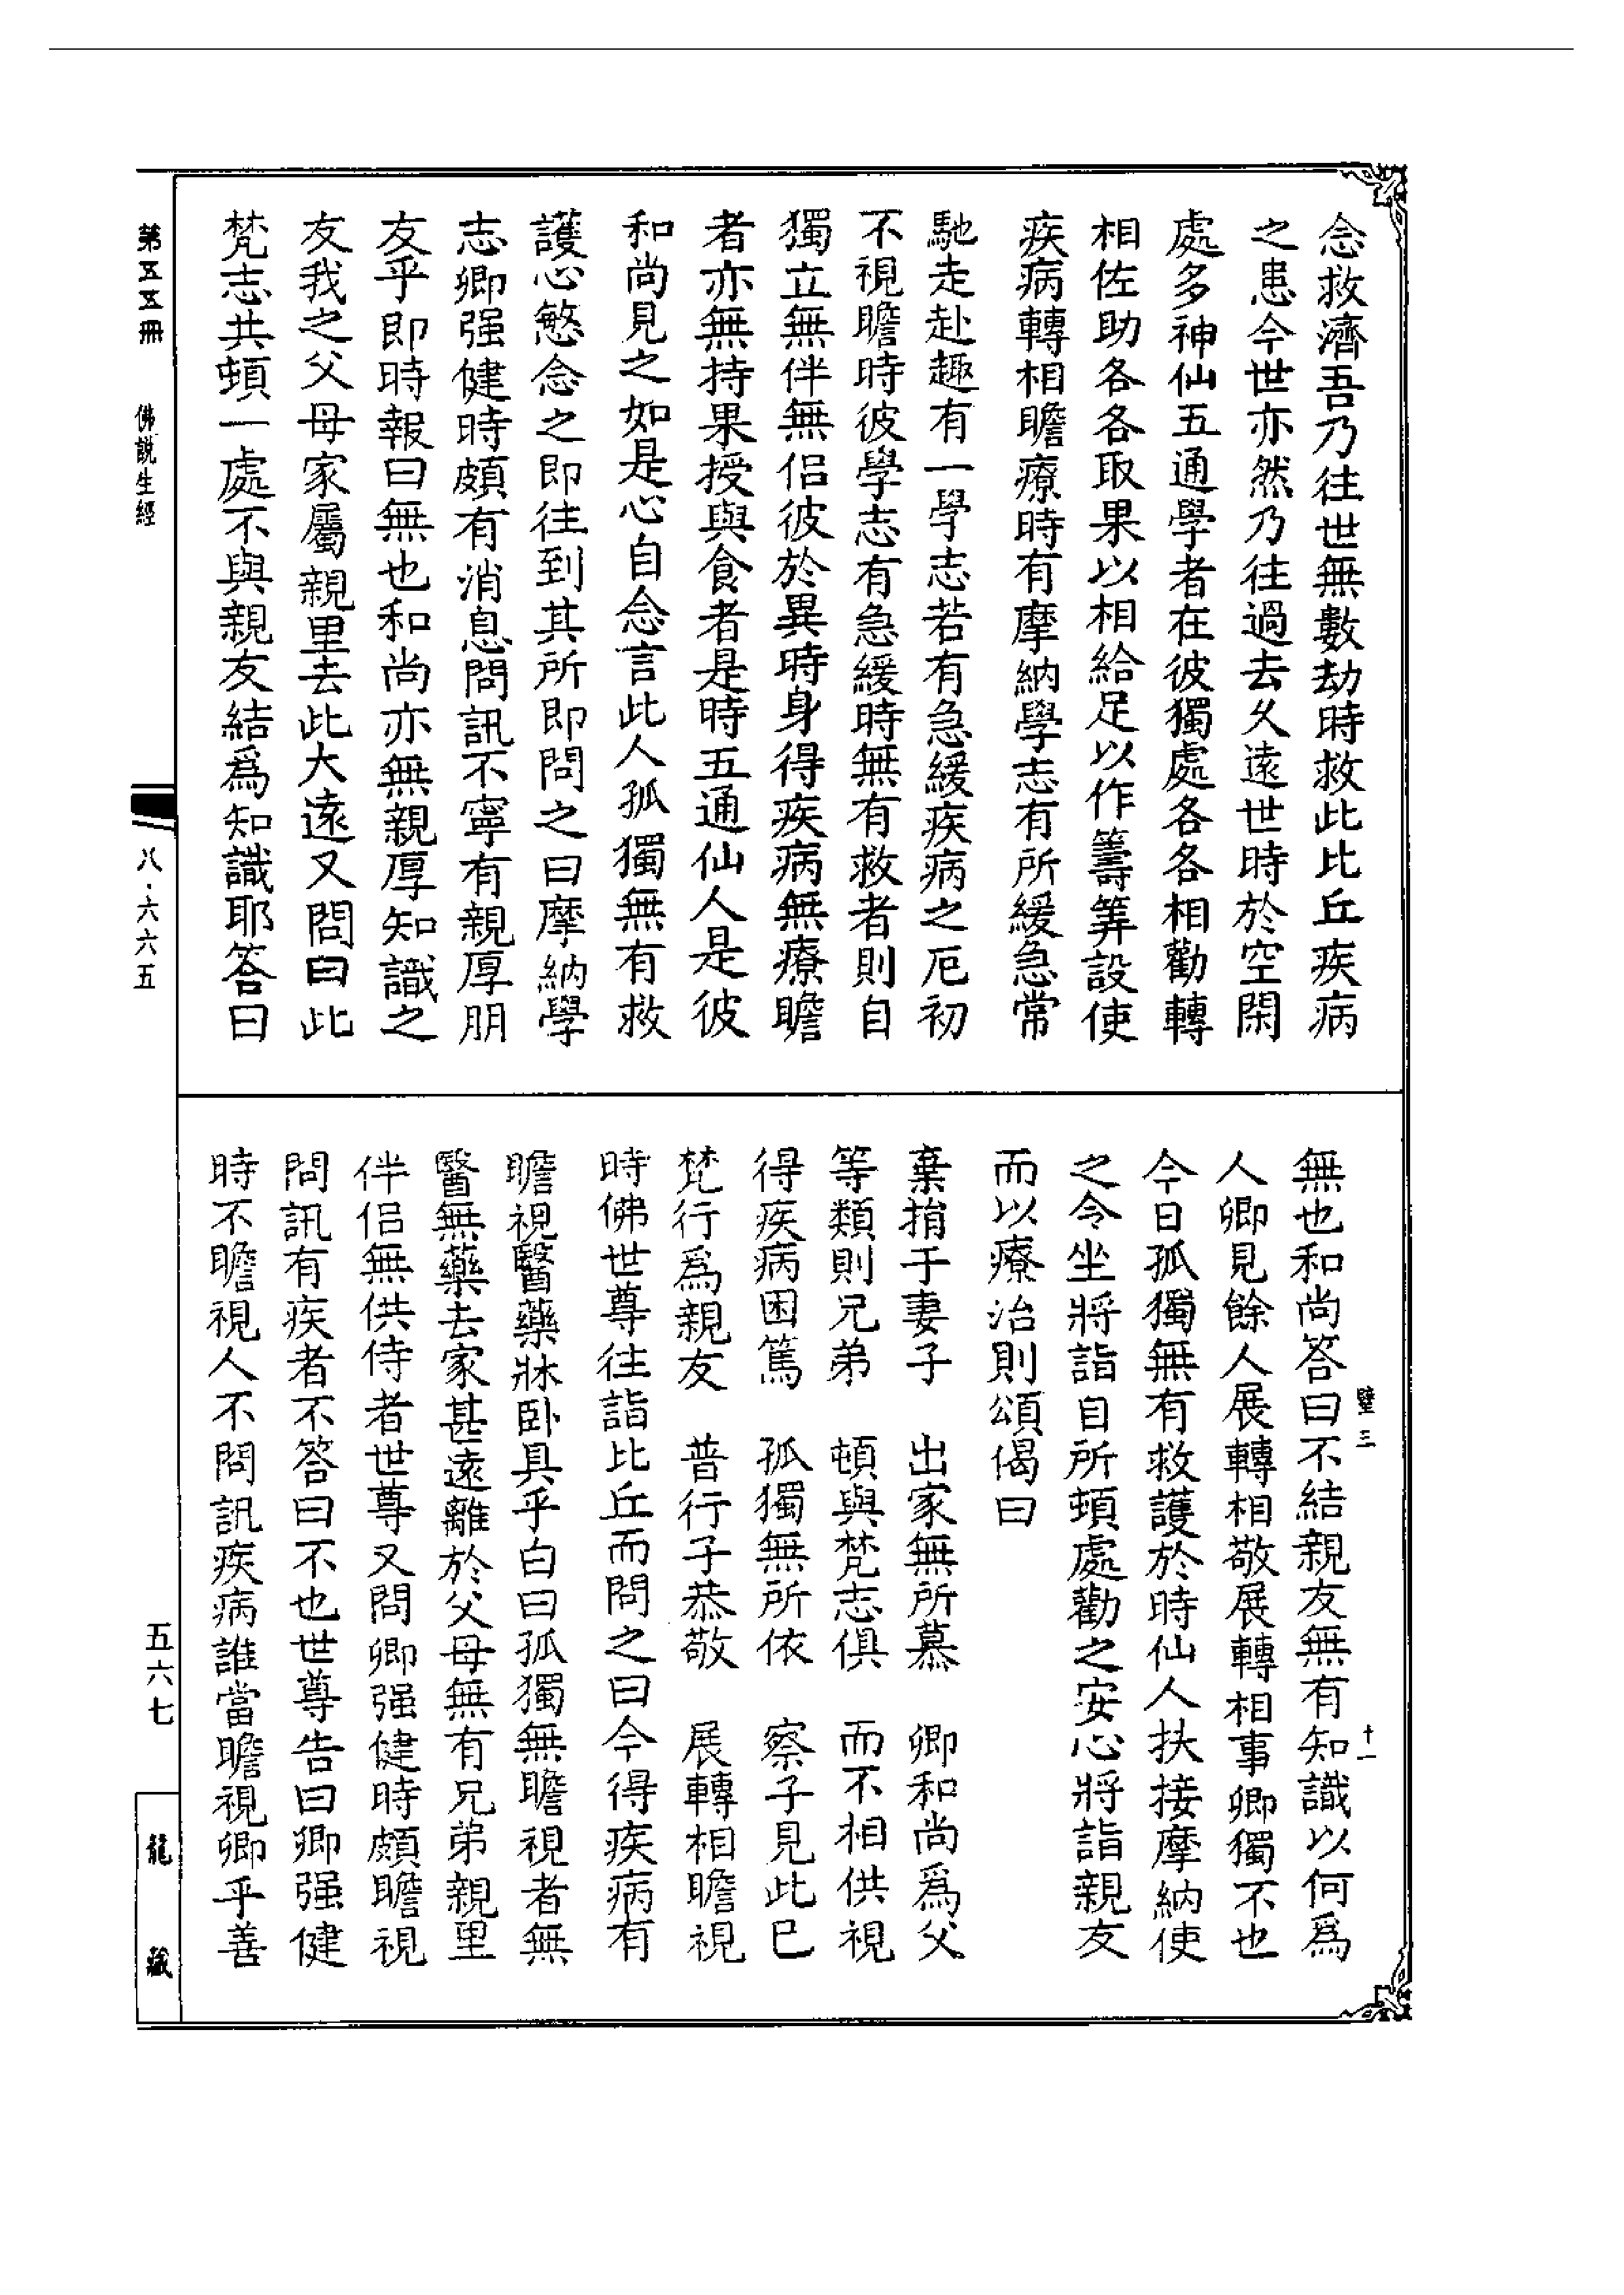 念救濟吾乃往世無數劫時救此比丘疾病
之患今世亦然乃往過去久遠世時於空閑
處多神仙五通學者在彼獨處各各相勸轉
相佐助各各取果以相給足以作籌筭設使
疾病轉相瞻療時有摩納學志有所緩急常
馳走赴趣有一學志若有急緩疾病之厄初
不視瞻時彼學志有急緩時無有救者則自
獨立無伴無侶彼於異時身得疾病無療瞻
者亦無持果授與食者是時五通仙人是彼
和尚見之如是心自念言此人孤獨無有救
護心愍念之即往到其所即問之曰摩納學
志卿强健時頗有消息問訊不寧有親厚朋
友乎即時報曰無也和尚亦無親厚知識之
友我之父母家屬親里去此大遠又問曰此
梵志共頓一處不與親友結爲知識耶答曰
無也和尚答曰不結親友無有知識以何爲
人卿見餘人展轉相敬展轉相事卿獨不也
今日孤獨無有救護於時仙人扶接摩納使
之令坐將詣自所頓處勸之安心將詣親友
而以療治則頌偈曰
棄捐于妻子　出家無所慕　卿和尚爲父
等類則兄弟　頓與梵志俱　而不相供視
得疾病困篤　孤獨無所依　察子見此已
梵行爲親友　普行子恭敬　展轉相瞻視
時佛世尊往詣比丘而問之曰今得疾病有
瞻視醫藥牀卧具乎白曰孤獨無瞻視者無
醫無藥去家甚遠離於父母無有兄弟親里
伴侶無供侍者世尊又問卿强健時頗瞻視
問訊有疾者不答曰不也世尊告曰卿强健
時不瞻視人不問訊疾病誰當瞻視卿乎善
璧三
十一
第五五冊
佛說生經
八·六六五
五六七
龍藏